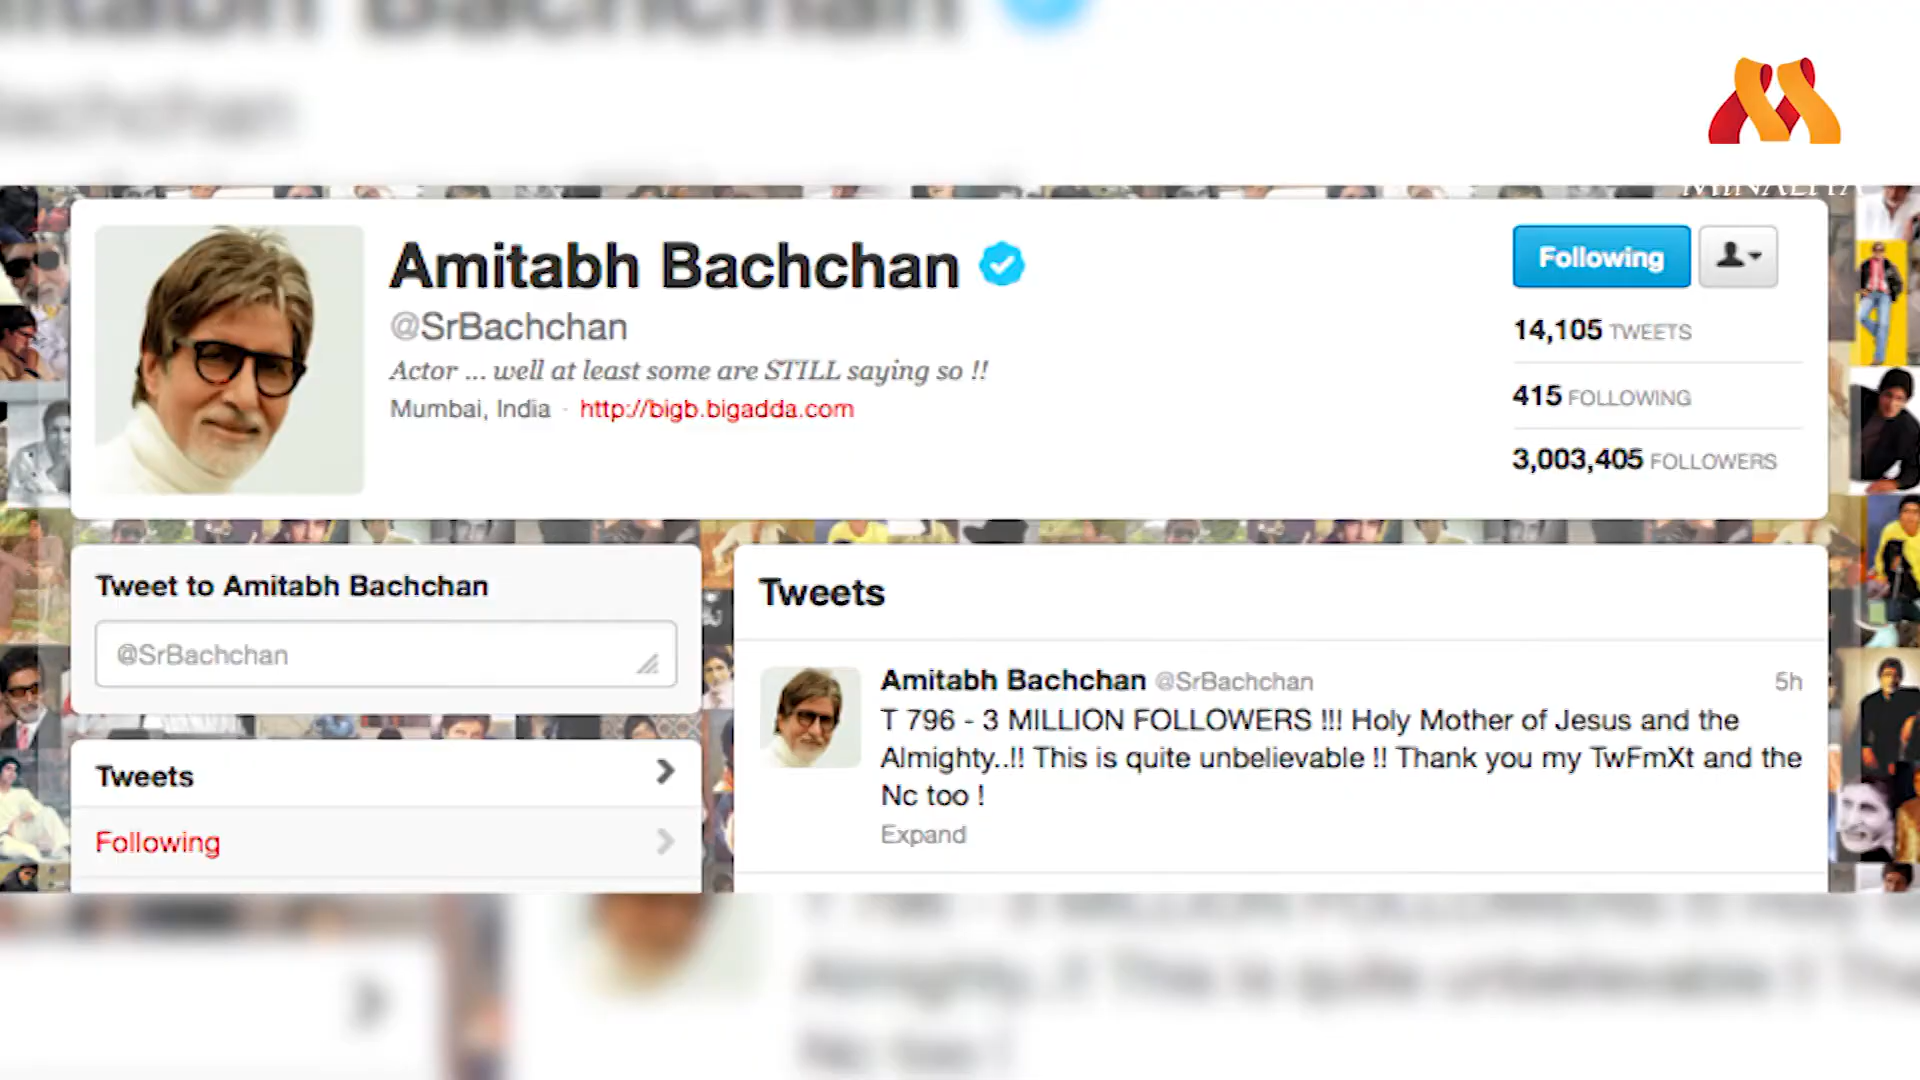 Amitabh Bachchan
@SrBachchan
Actor ... well at least some are STILL saying so !!
Mumbai, India · http://bigb.bigadda.com
Following
14,105 TWEETS
415 FOLLOWING
3,003,405 FOLLOWERS
Tweet to Amitabh Bachchan
@SrBachchan
Tweets
Following
Tweets
Amitabh Bachchan @SrBachchan 5h
T 796 - 3 MILLION FOLLOWERS !!! Holy Mother of Jesus and the
Almighty..!! This is quite unbelievable !! Thank you my TwFmXt and the
Nc too !
Expand